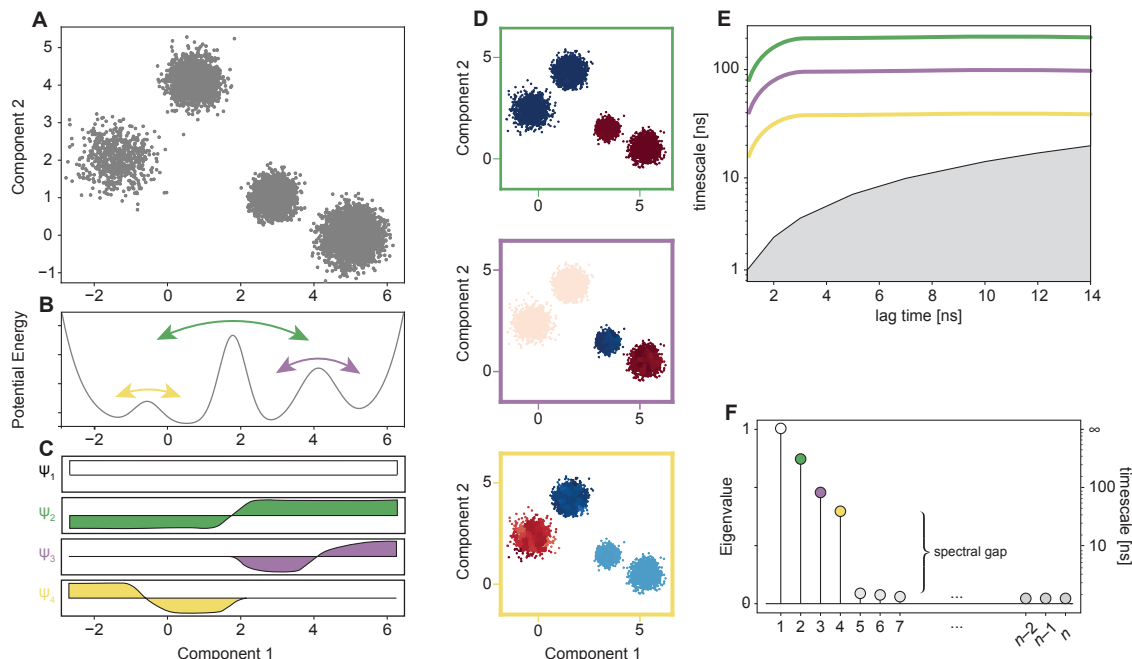 A
Component 2
5
4
3
2
1
0
−1
−2
0
2
4
6
B
Potential Energy
−2
0
2
4
6
C
Ψ1
Ψ2
Ψ3
Ψ4
−2
0
2
4
6
Component 1
D
Component 2
5
0
0
5
Component 2
5
0
0
5
Component 2
5
0
0
5
Component 1
E
timescale [ns]
100
10
1
2
4
6
8
10
12
14
lag time [ns]
F
Eigenvalue
1
0
spectral gap
...
1
2
3
4
5
6
7
...
n−2
n−1
n
∞
100
10
timescale [ns]